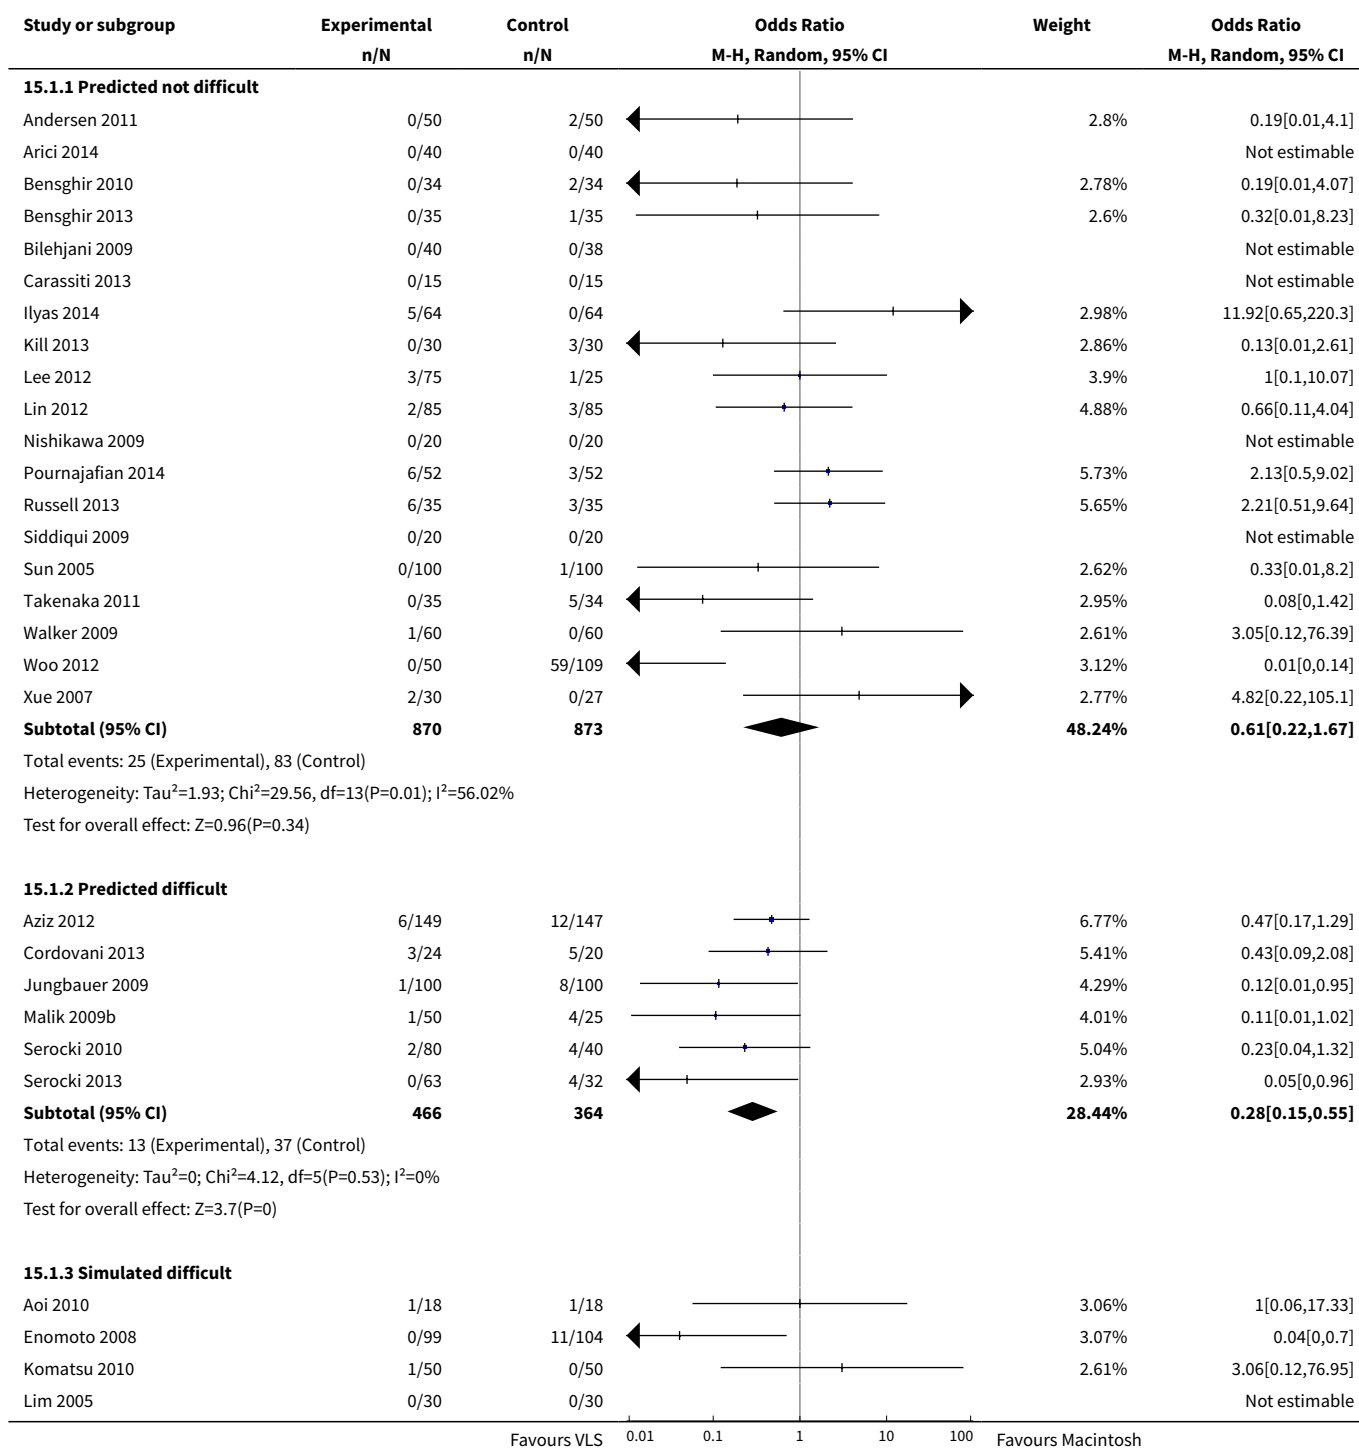 Study or subgroup Experimental Control Odds Ratio Weight Odds Ratio
n/N n/N M-H, Random, 95% CI M-H, Random, 95% CI
15.1.1 Predicted not difficult
Andersen 2011 0/50 2/50 2.8% 0.19[0.01,4.1]
Arici 2014 0/40 0/40 Not estimable
Bensghir 2010 0/34 2/34 2.78% 0.19[0.01,4.07]
Bensghir 2013 0/35 1/35 2.6% 0.32[0.01,8.23]
Bilehjani 2009 0/40 0/38 Not estimable
Carassiti 2013 0/15 0/15 Not estimable
Ilyas 2014 5/64 0/64 2.98% 11.92[0.65,220.3]
Kill 2013 0/30 3/30 2.86% 0.13[0.01,2.61]
Lee 2012 3/75 1/25 3.9% 1[0.1,10.07]
Lin 2012 2/85 3/85 4.88% 0.66[0.11,4.04]
Nishikawa 2009 0/20 0/20 Not estimable
Pournajafian 2014 6/52 3/52 5.73% 2.13[0.5,9.02]
Russell 2013 6/35 3/35 5.65% 2.21[0.51,9.64]
Siddiqui 2009 0/20 0/20 Not estimable
Sun 2005 0/100 1/100 2.62% 0.33[0.01,8.2]
Takenaka 2011 0/35 5/34 2.95% 0.08[0,1.42]
Walker 2009 1/60 0/60 2.61% 3.05[0.12,76.39]
Woo 2012 0/50 59/109 3.12% 0.01[0,0.14]
Xue 2007 2/30 0/27 2.77% 4.82[0.22,105.1]
Subtotal (95% CI) 870 873 48.24% 0.61[0.22,1.67]
Total events: 25 (Experimental), 83 (Control)
Heterogeneity: Tau²=1.93; Chi²=29.56, df=13(P=0.01); I²=56.02%
Test for overall effect: Z=0.96(P=0.34)
15.1.2 Predicted difficult
Aziz 2012 6/149 12/147 6.77% 0.47[0.17,1.29]
Cordovani 2013 3/24 5/20 5.41% 0.43[0.09,2.08]
Jungbauer 2009 1/100 8/100 4.29% 0.12[0.01,0.95]
Malik 2009b 1/50 4/25 4.01% 0.11[0.01,1.02]
Serocki 2010 2/80 4/40 5.04% 0.23[0.04,1.32]
Serocki 2013 0/63 4/32 2.93% 0.05[0,0.96]
Subtotal (95% CI) 466 364 28.44% 0.28[0.15,0.55]
Total events: 13 (Experimental), 37 (Control)
Heterogeneity: Tau²=0; Chi²=4.12, df=5(P=0.53); I²=0%
Test for overall effect: Z=3.7(P=0)
15.1.3 Simulated difficult
Aoi 2010 1/18 1/18 3.06% 1[0.06,17.33]
Enomoto 2008 0/99 11/104 3.07% 0.04[0,0.7]
Komatsu 2010 1/50 0/50 2.61% 3.06[0.12,76.95]
Lim 2005 0/30 0/30 Not estimable
Favours VLS 0.01 0.1 1 10 100 Favours Macintosh